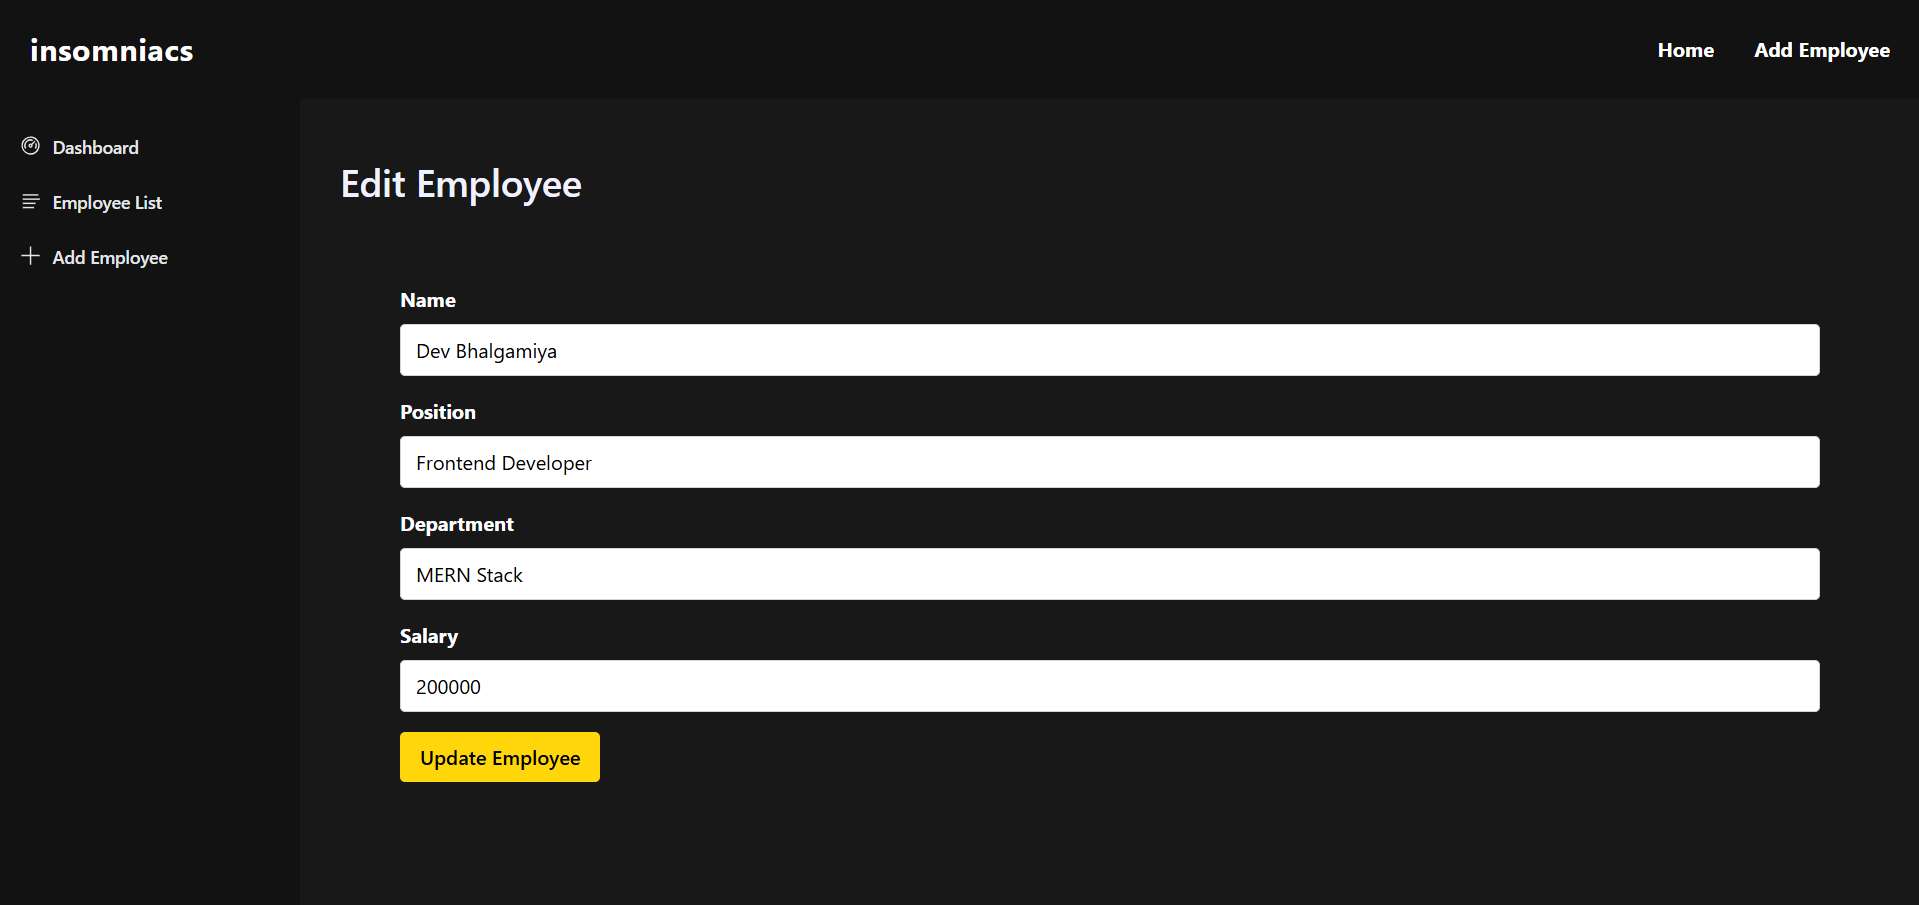 insomniacs
Home
Add Employee
Dashboard
Employee List
Add Employee
Edit Employee
Name
Dev Bhalgamiya
Position
Frontend Developer
Department
MERN Stack
Salary
200000
Update Employee